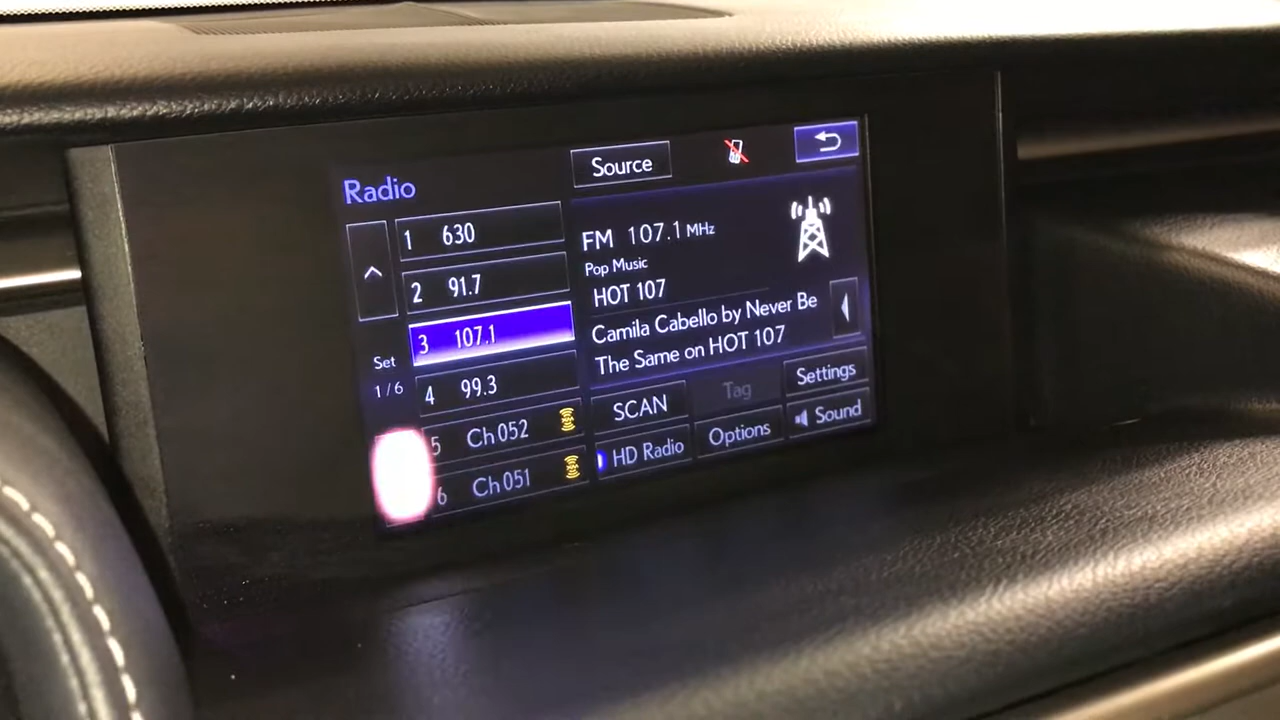 Radio
Source
1 630
2 91.7
3 107.1
4 99.3
5 Ch 052
6 Ch 051
Set
1/6
FM 107.1 MHz
Pop Music
HOT 107
Camila Cabello by Never Be
The Same on HOT 107
SCAN
Tag
Settings
HD Radio
Options
Sound